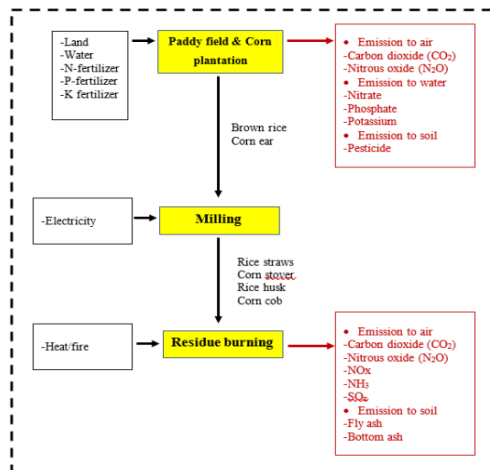 -Land
-Water
-N-fertilizer
-P-fertilizer
-K fertilizer
Paddy field & Corn
plantation
• Emission to air
-Carbon dioxide (CO₂)
-Nitrous oxide (N₂O)
• Emission to water
-Nitrate
-Phosphate
-Potassium
• Emission to soil
-Pesticide
Brown rice
Corn ear
-Electricity
Milling
Rice straws
Corn stover
Rice husk
Corn cob
-Heat/fire
Residue burning
• Emission to air
-Carbon dioxide (CO₂)
-Nitrous oxide (N₂O)
-NOx
-NH₃
-SOₓ
• Emission to soil
-Fly ash
-Bottom ash